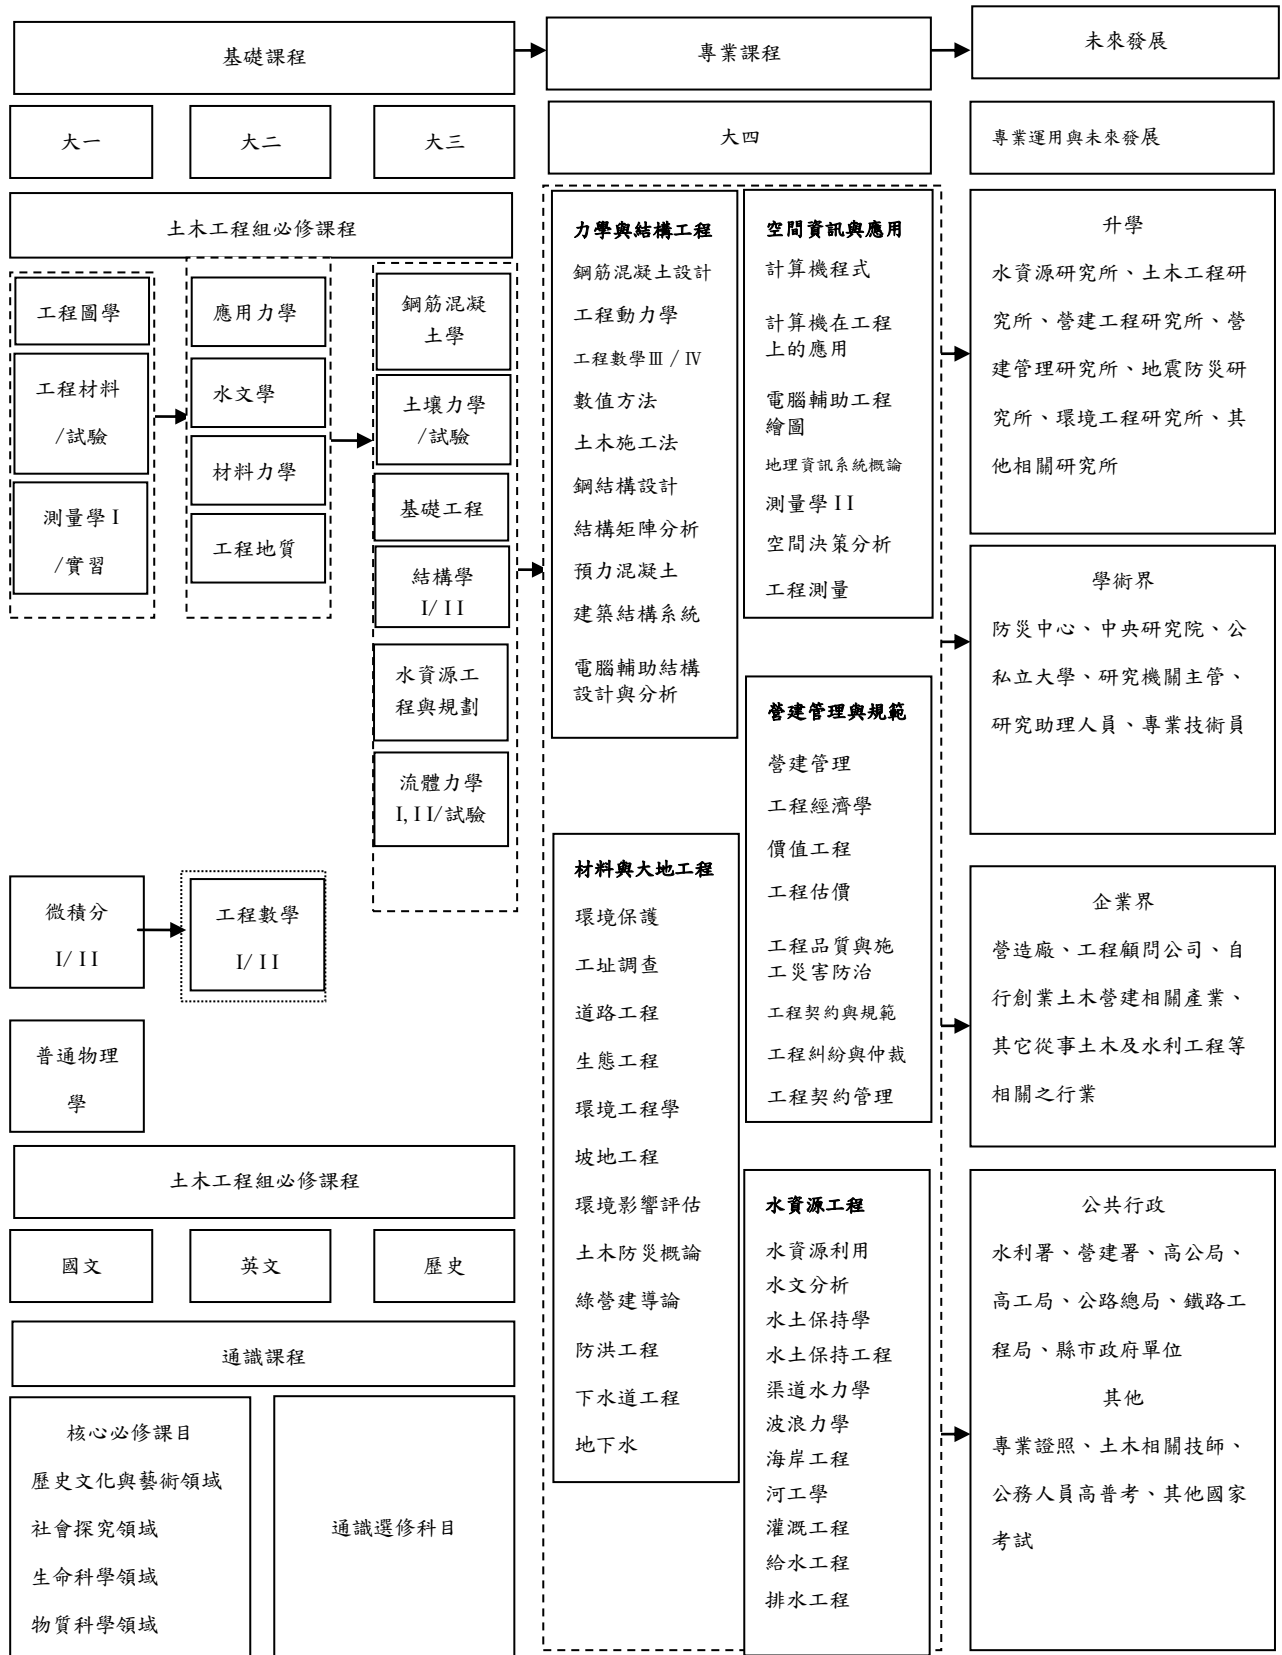 基礎課程
專業課程
未來發展
大一
大二
大三
大四
專業運用與未來發展
土木工程組必修課程
工程圖學
工程材料
/試驗
測量學 I
/實習
應用力學
水文學
材料力學
工程地質
鋼筋混凝
土學
土壤力學
/試驗
基礎工程
結構學
I/ II
水資源工
程與規劃
流體力學
I, II/試驗
微積分
I/ II
工程數學
I/ II
普通物理
學
土木工程組必修課程
國文
英文
歷史
通識課程
核心必修課目
歷史文化與藝術領域
社會探究領域
生命科學領域
物質科學領域
通識選修科目
力學與結構工程
鋼筋混凝土設計
工程動力學
工程數學Ⅲ / Ⅳ
數值方法
土木施工法
鋼結構設計
結構矩陣分析
預力混凝土
建築結構系統
電腦輔助結構
設計與分析
材料與大地工程
環境保護
工址調查
道路工程
生態工程
環境工程學
坡地工程
環境影響評估
土木防災概論
綠營建導論
防洪工程
下水道工程
地下水
空間資訊與應用
計算機程式
計算機在工程
上的應用
電腦輔助工程
繪圖
地理資訊系統概論
測量學 II
空間決策分析
工程測量
營建管理與規範
營建管理
工程經濟學
價值工程
工程估價
工程品質與施
工災害防治
工程契約與規範
工程糾紛與仲裁
工程契約管理
水資源工程
水資源利用
水文分析
水土保持學
水土保持工程
渠道水力學
波浪力學
海岸工程
河工學
灌溉工程
給水工程
排水工程
升學
水資源研究所、土木工程研
究所、營建工程研究所、營
建管理研究所、地震防災研
究所、環境工程研究所、其
他相關研究所
學術界
防災中心、中央研究院、公
私立大學、研究機關主管、
研究助理人員、專業技術員
企業界
營造廠、工程顧問公司、自
行創業土木營建相關產業、
其它從事土木及水利工程等
相關之行業
公共行政
水利署、營建署、高公局、
高工局、公路總局、鐵路工
程局、縣市政府單位
其他
專業證照、土木相關技師、
公務人員高普考、其他國家
考試